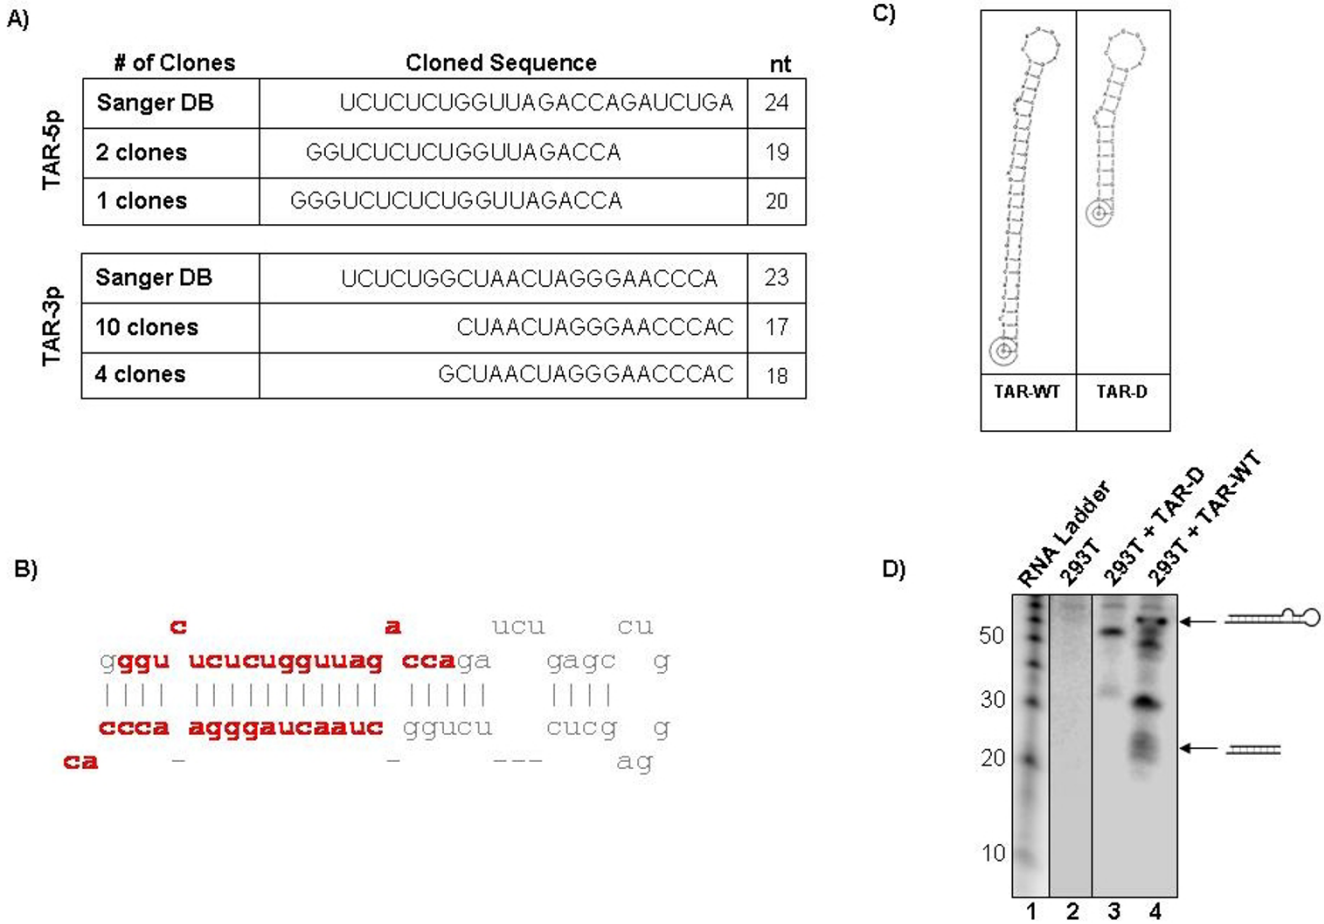 A)
# of Clones Cloned Sequence nt
TAR-5p
Sanger DB UCUCUCUGGUUAGACCAGAUCUGA 24
2 clones GGUCUCUCUGGUUAGACCA 19
1 clones GGGUCUCUCUGGUUAGACCA 20
TAR-3p
Sanger DB UCUCUGGCUAACUAGGGAACCCA 23
10 clones CUAACUAGGGAACCCAC 17
4 clones GCUAACUAGGGAACCCAC 18
B)
c a ucu cu
gggu ucucugguuag ccaga gagc g
ccca agggaucaauc ggucu cucg g
ca - - --- ag
C)
TAR-WT TAR-D
D)
RNA Ladder
293T
293T + TAR-D
293T + TAR-WT
50
30
20
10
1 2 3 4